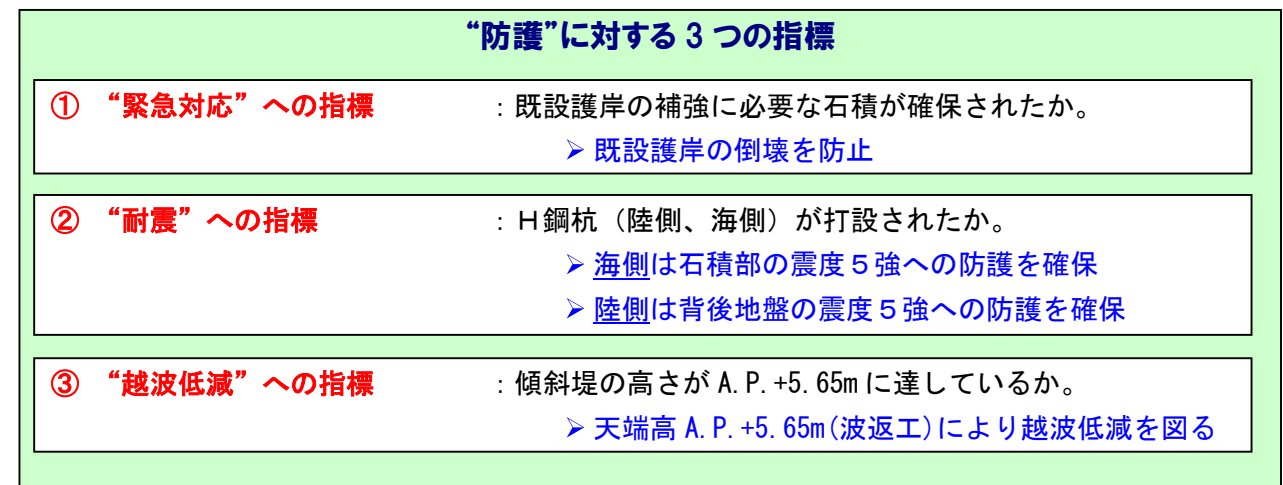 “防護”に対する 3 つの指標
① “緊急対応” への指標 ：既設護岸の補強に必要な石積が確保されたか。
➢ 既設護岸の倒壊を防止
② “耐震” への指標 ：Ｈ鋼杭（陸側、海側）が打設されたか。
➢ 海側は石積部の震度５強への防護を確保
➢ 陸側は背後地盤の震度５強への防護を確保
③ “越波低減” への指標 ：傾斜堤の高さが A.P.+5.65m に達しているか。
➢ 天端高 A.P.+5.65m(波返工)により越波低減を図る